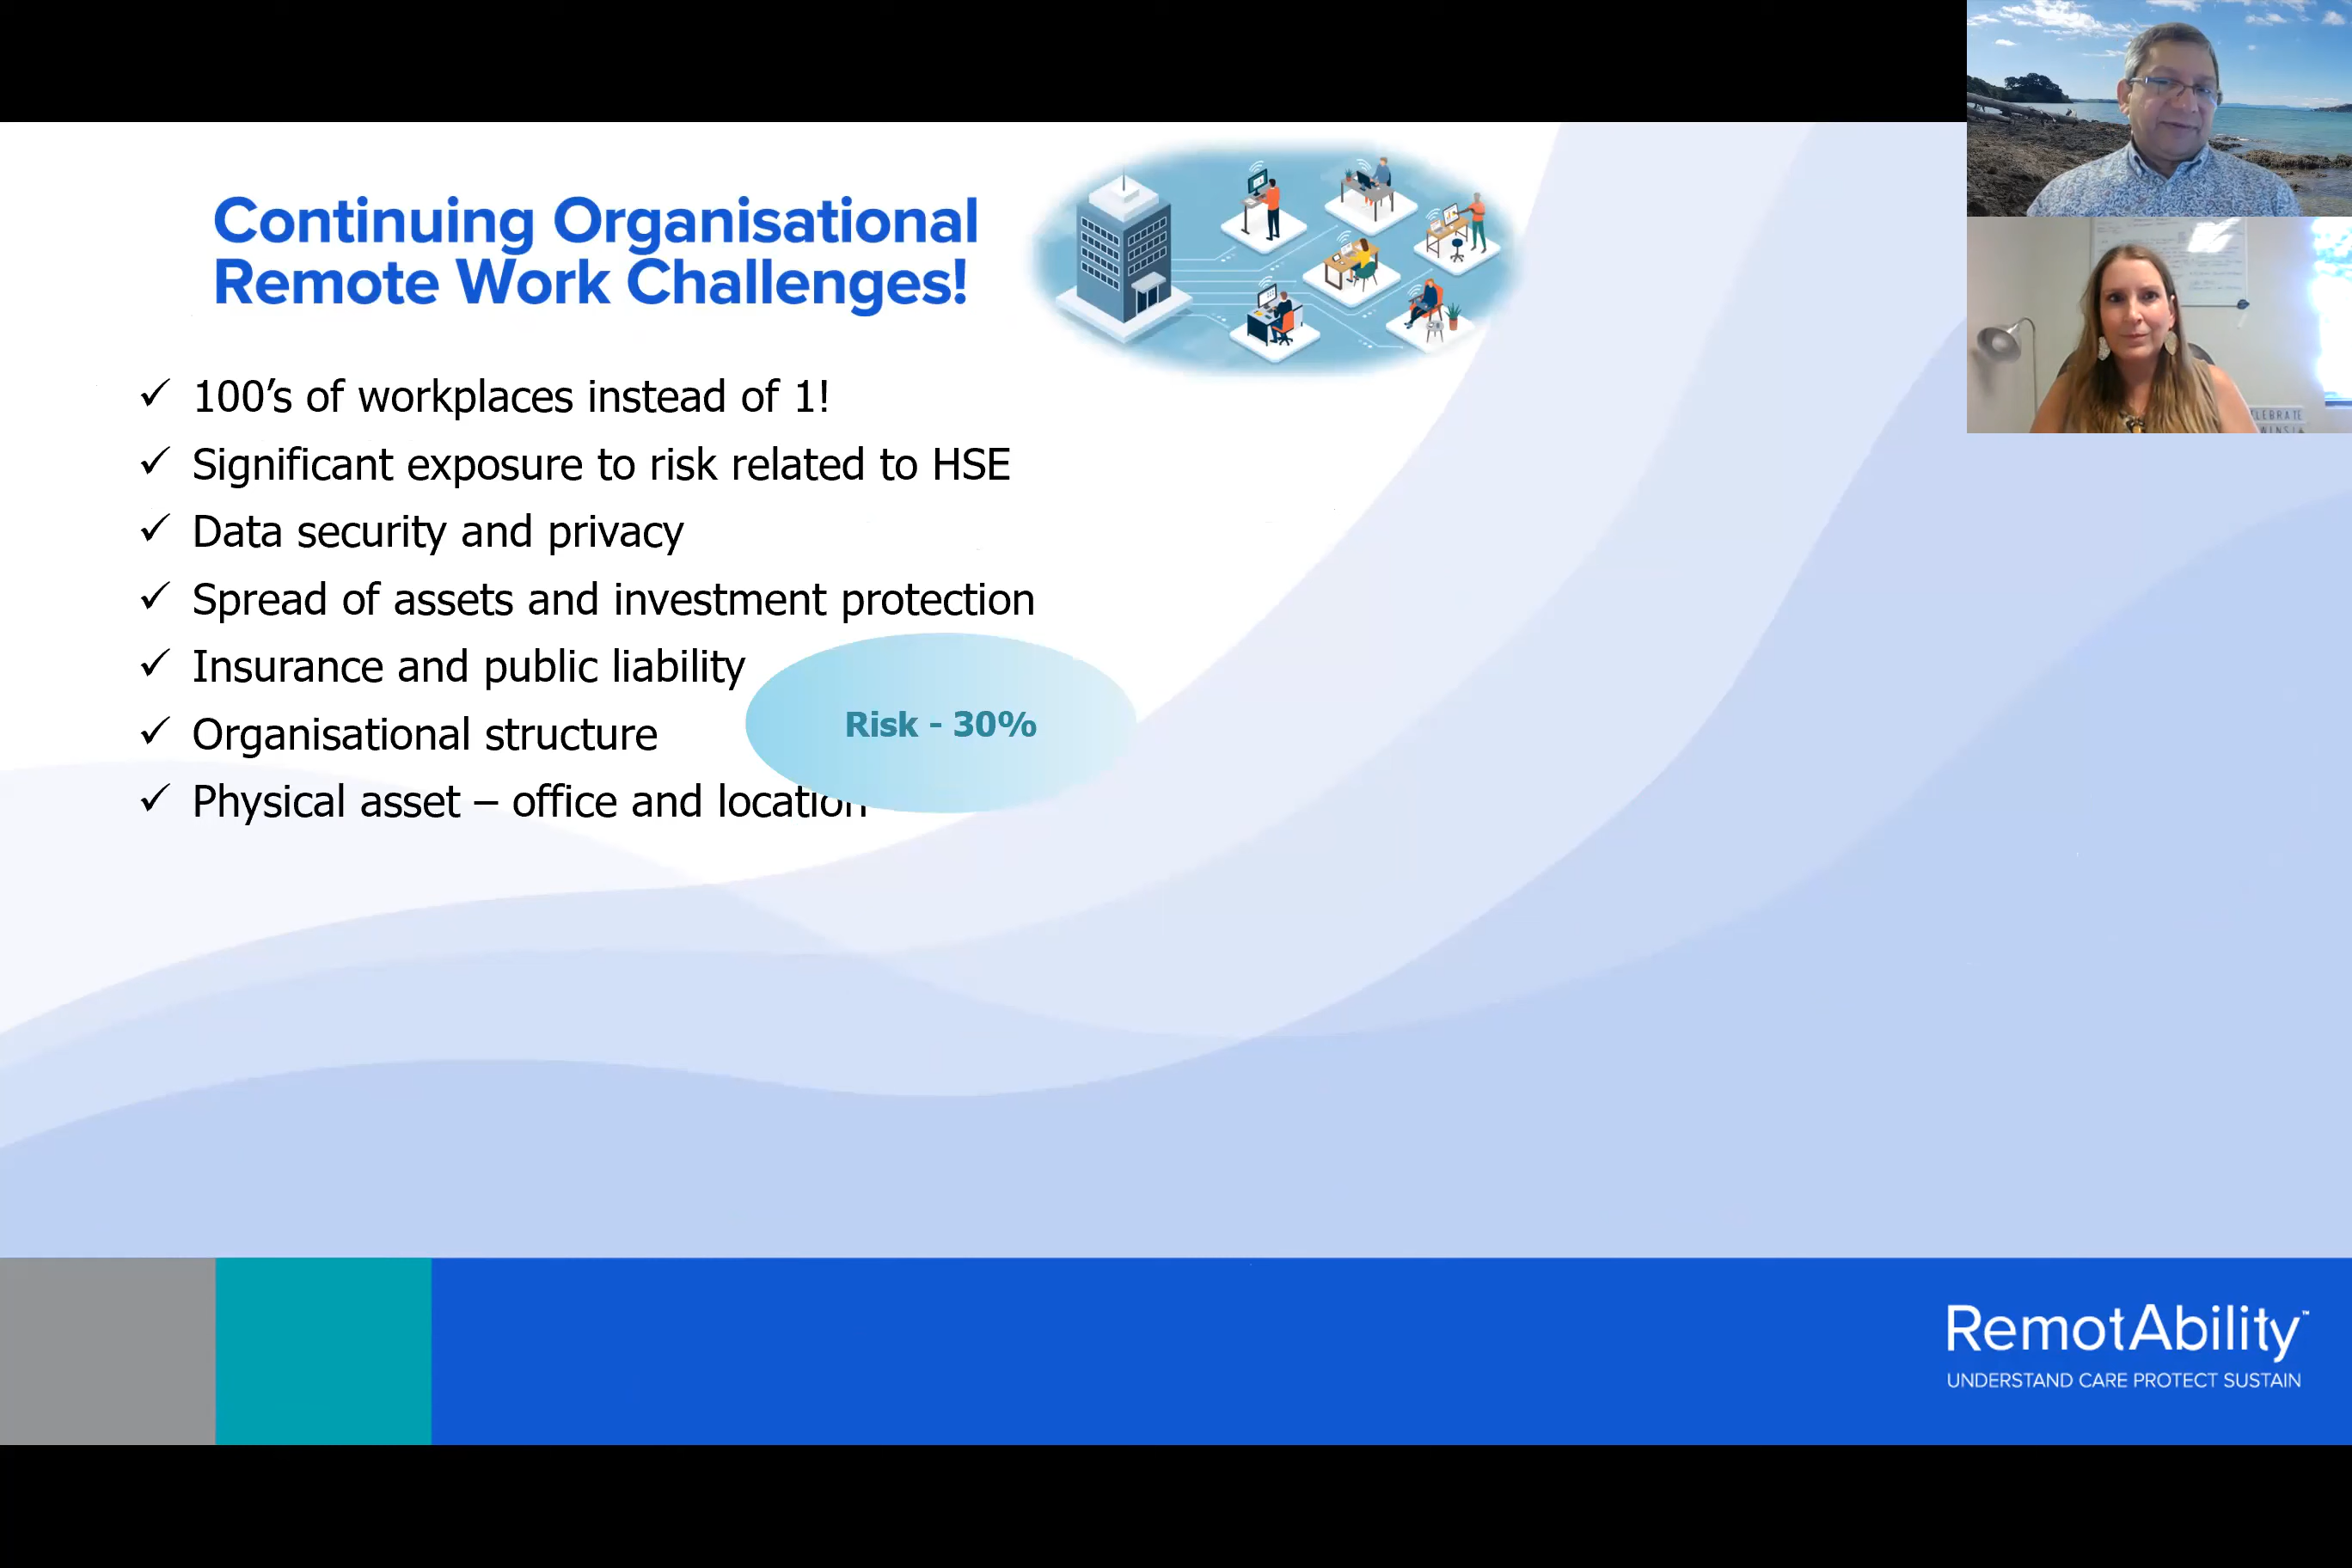 Continuing Organisational
Remote Work Challenges!
100’s of workplaces instead of 1!
Significant exposure to risk related to HSE
Data security and privacy
Spread of assets and investment protection
Insurance and public liability
Organisational structure
Risk - 30%
Physical asset – office and location
RemotAbility™
UNDERSTAND CARE PROTECT SUSTAIN